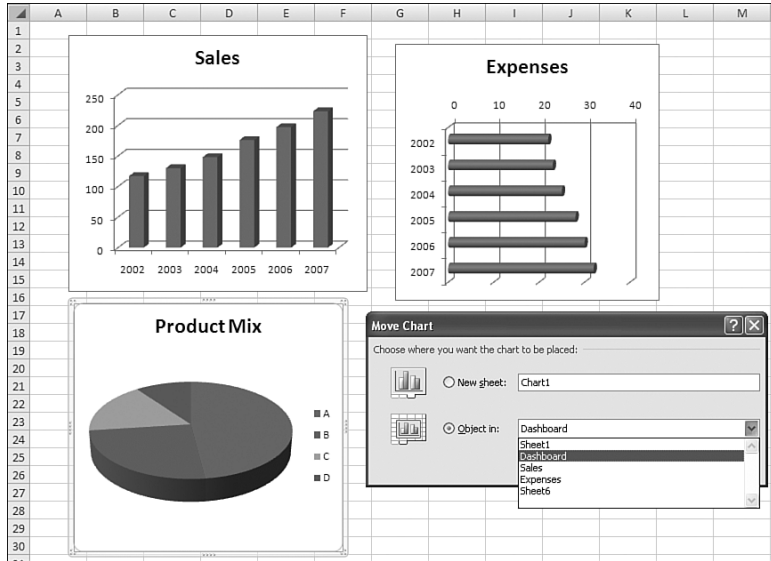 A B C D E F G H I J K L M
1
2
3
4
5
6
7
8
9
10
11
12
13
14
15
16
17
18
19
20
21
22
23
24
25
26
27
28
29
30
Sales
250
200
150
100
50
0
2002 2003 2004 2005 2006 2007
Expenses
0 10 20 30 40
2002
2003
2004
2005
2006
2007
Product Mix
A
B
C
D
Move Chart
Choose where you want the chart to be placed:
New sheet: Chart1
Object in: Dashboard
Sheet1
Dashboard
Sales
Expenses
Sheet6